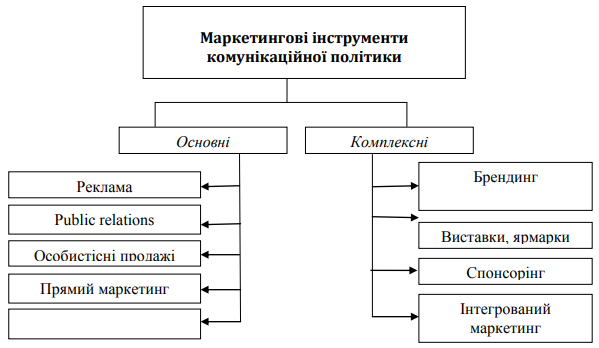 Маркетингові інструменти
комунікаційної політики
Основні
Комплексні
Реклама
Public relations
Особистісні продажі
Прямий маркетинг
Брендинг
Виставки, ярмарки
Спонсорінг
Інтегрований
маркетинг